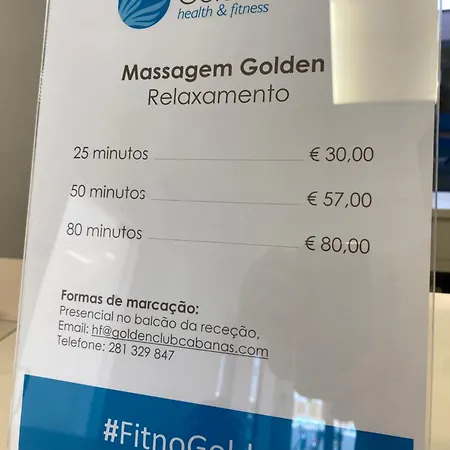 health & fitness
Massagem Golden
Relaxamento
25 minutos € 30,00
50 minutos € 57,00
80 minutos € 80,00
Formas de marcação:
Presencial no balcão da receção,
Email: hf@goldenclubcabanas.com
Telefone: 281 329 847